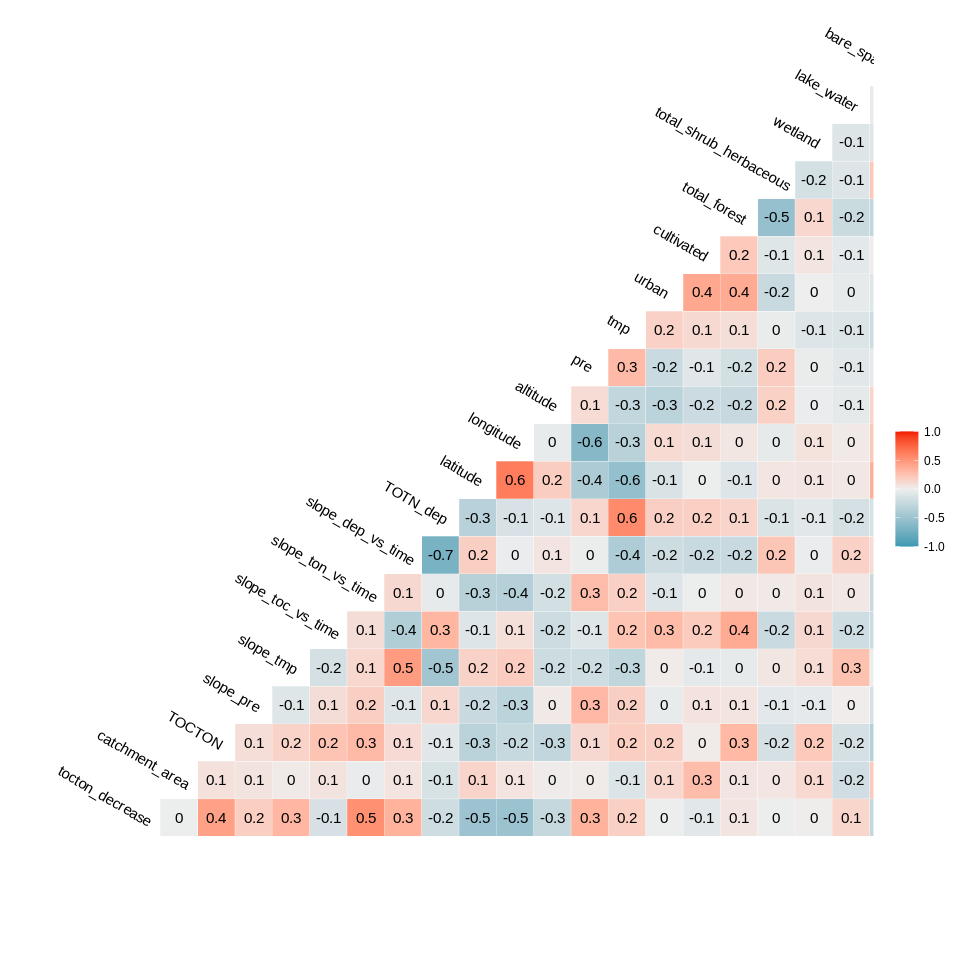 bare_spa
lake_water
wetland -0.1
total_shrub_herbaceous -0.2 -0.1
total_forest -0.5 0.1 -0.2
cultivated 0.2 -0.1 0.1 -0.1
urban 0.4 0.4 -0.2 0 0
tmp 0.2 0.1 0.1 0 -0.1 -0.1
pre 0.3 -0.2 -0.1 -0.2 0.2 0 -0.1
altitude 0.1 -0.3 -0.3 -0.2 -0.2 0.2 0 -0.1
longitude 0 -0.6 -0.3 0.1 0.1 0 0 0.1 0
latitude 0.6 0.2 -0.4 -0.6 -0.1 0 -0.1 0 0.1 0
TOTN_dep -0.3 -0.1 -0.1 0.1 0.6 0.2 0.2 0.1 -0.1 -0.1 -0.2
slope_dep_vs_time -0.7 0.2 0 0.1 0 -0.4 -0.2 -0.2 -0.2 0.2 0 0.2
slope_ton_vs_time 0.1 0 -0.3 -0.4 -0.2 0.3 0.2 -0.1 0 0 0 0.1 0
slope_toc_vs_time 0.1 -0.4 0.3 -0.1 0.1 -0.2 -0.1 0.2 0.3 0.2 0.4 -0.2 0.1 -0.2
slope_tmp -0.2 0.1 0.5 -0.5 0.2 0.2 -0.2 -0.2 -0.3 0 -0.1 0 0 0.1 0.3
slope_pre -0.1 0.1 0.2 -0.1 0.1 -0.2 -0.3 0 0.3 0.2 0 0.1 0.1 -0.1 -0.1 0
TOCTON 0.1 0.2 0.2 0.3 0.1 -0.1 -0.3 -0.2 -0.3 0.1 0.2 0.2 0 0.3 -0.2 0.2 -0.2
catchment_area 0.1 0.1 0 0.1 0 0.1 -0.1 0.1 0.1 0 0 -0.1 0.1 0.3 0.1 0 0.1 -0.2
tocton_decrease 0 0.4 0.2 0.3 -0.1 0.5 0.3 -0.2 -0.5 -0.5 -0.3 0.3 0.2 0 -0.1 0.1 0 0 0.1
1.0
0.5
0.0
-0.5
-1.0